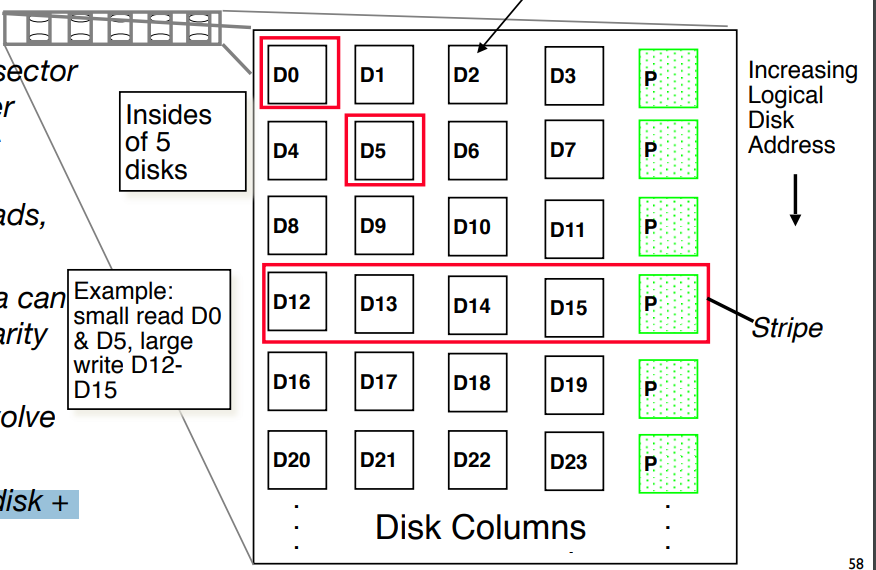 sector
er
ads,
a can
arity
olve
disk +
Insides
of 5
disks
Example:
small read D0
& D5, large
write D12-
D15
D0 D1 D2 D3 P
D4 D5 D6 D7 P
D8 D9 D10 D11 P
D12 D13 D14 D15 P
D16 D17 D18 D19 P
D20 D21 D22 D23 P
Disk Columns
Increasing
Logical
Disk
Address
Stripe
58